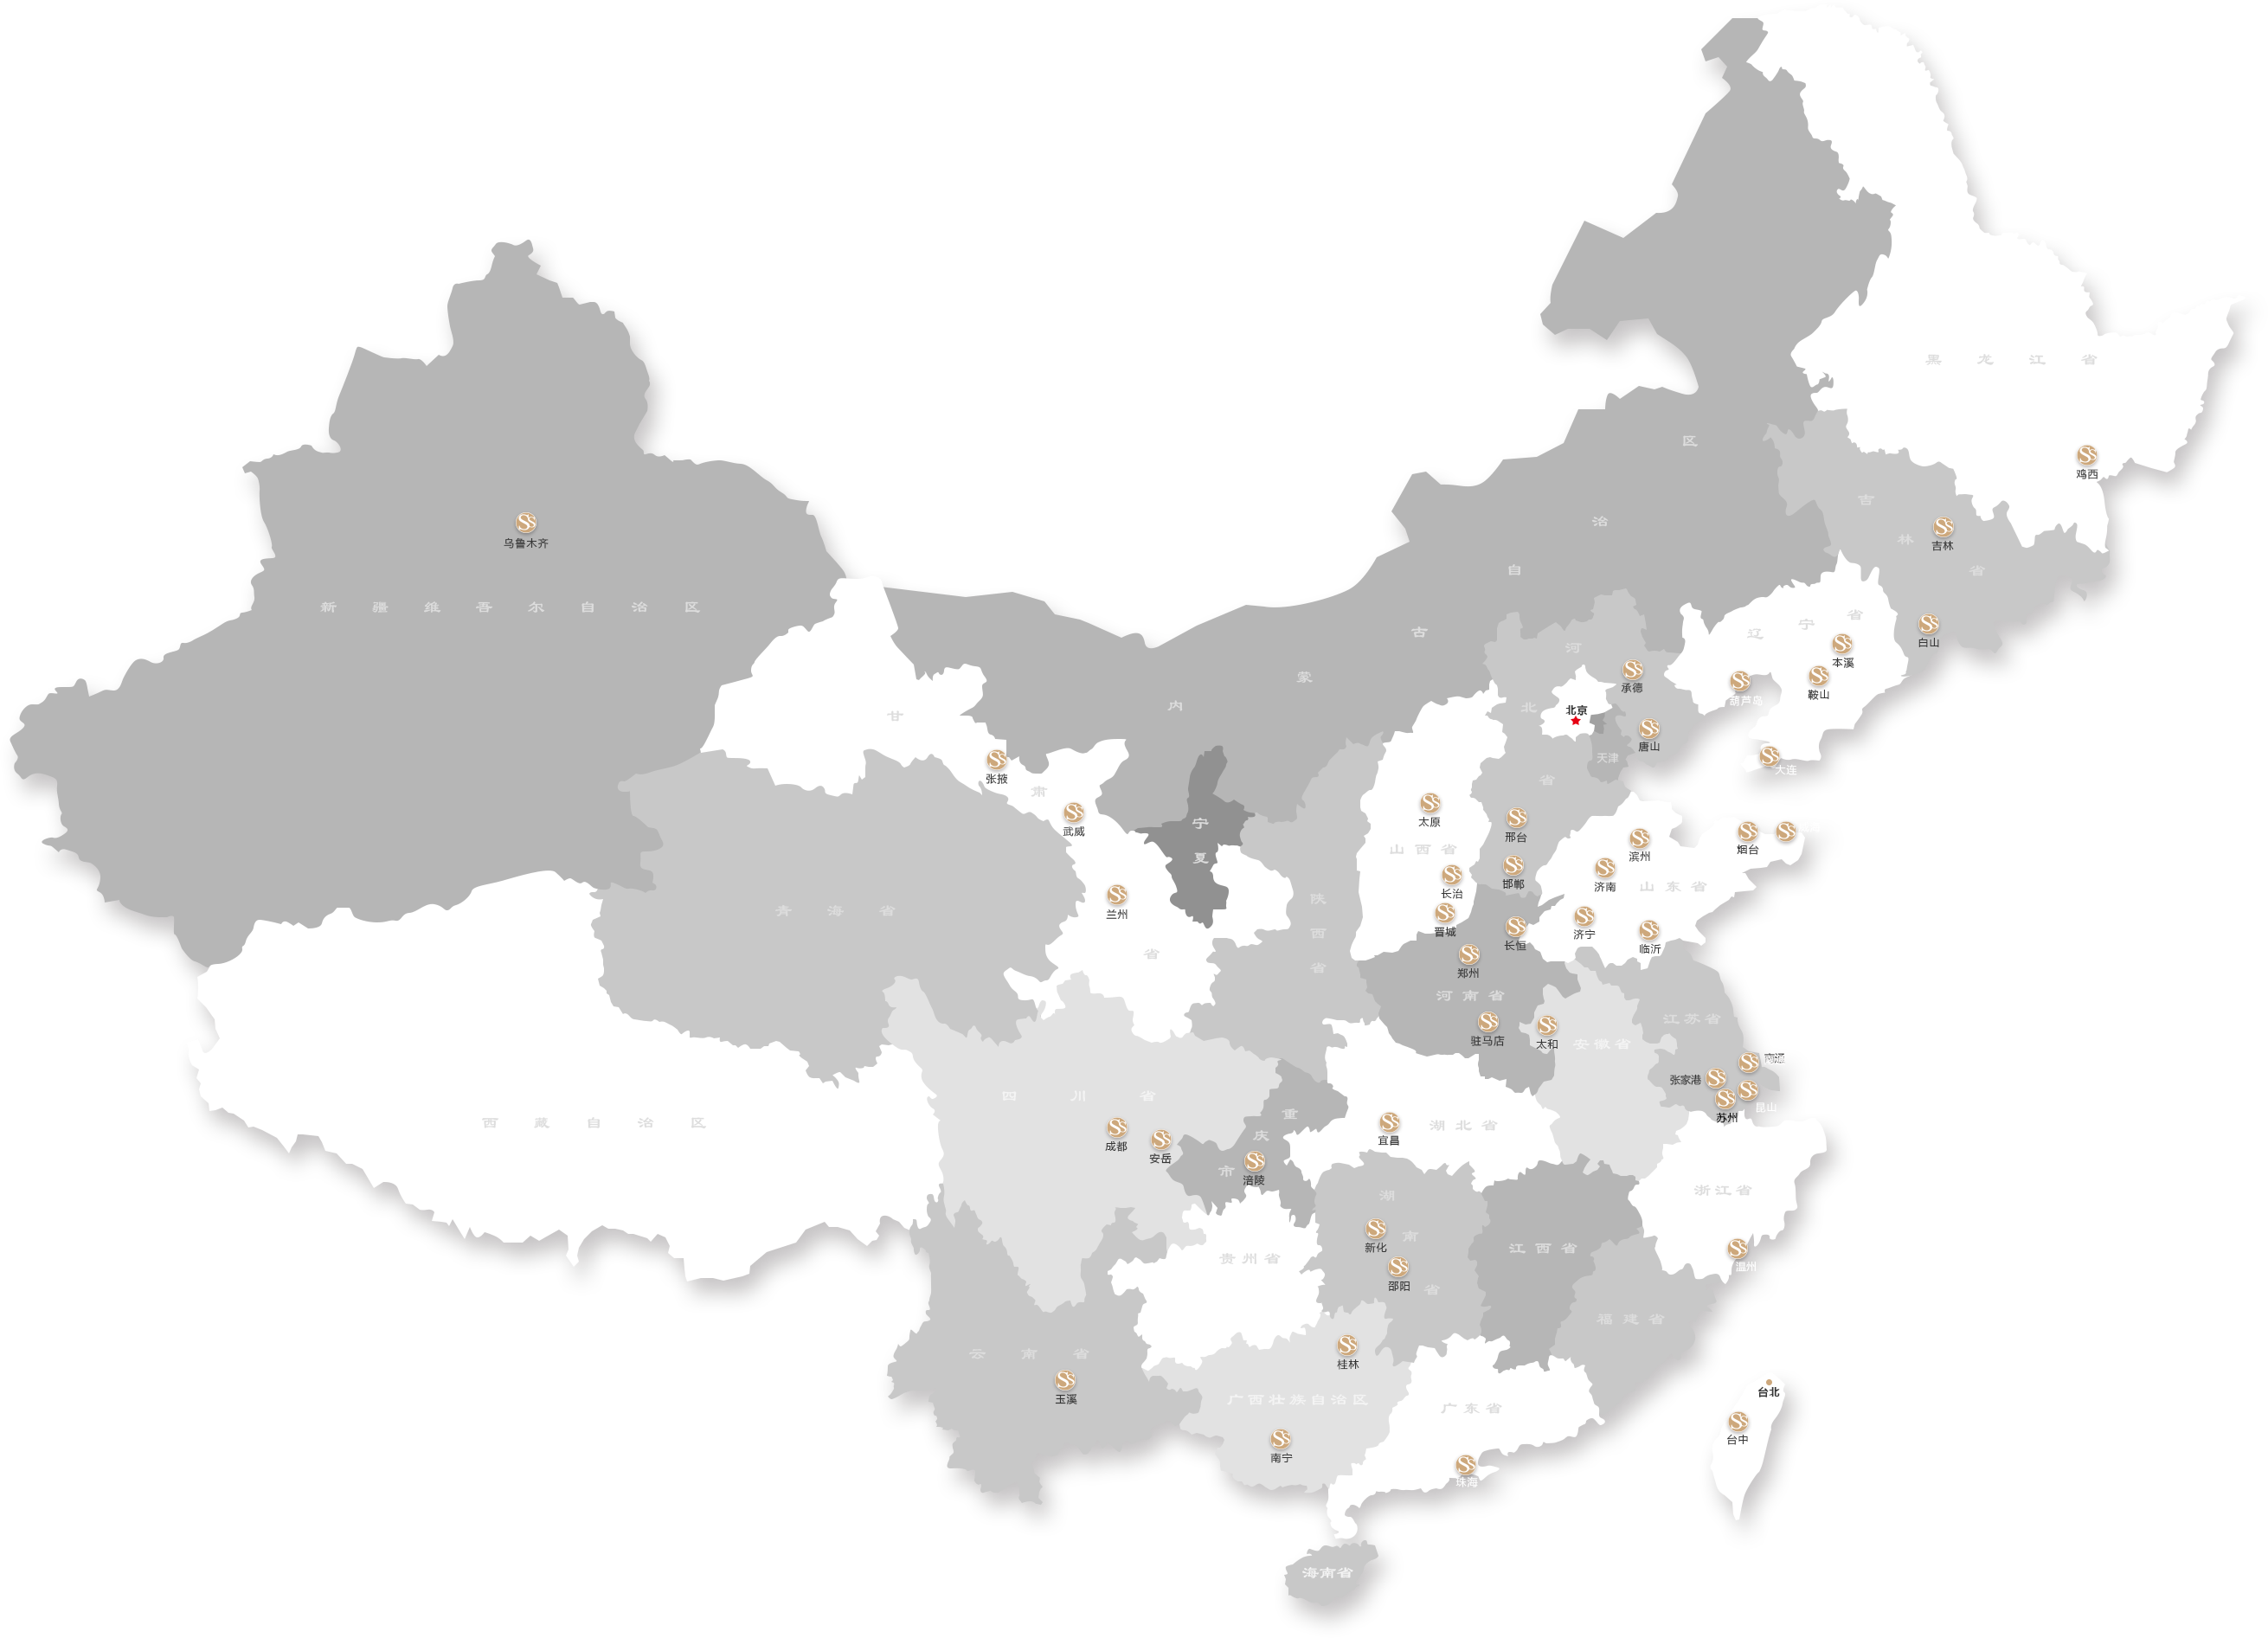 黑龙江省
区
鸡西
吉
治
乌鲁木齐
林
吉林
自
省
新疆维吾尔自治区
省
宁
辽
古
白山
河
本溪
蒙
承德
鞍山
葫芦岛
内
北
北京
甘
唐山
天津
大连
张掖
省
肃
太原
宁
武威
邢台
山西省
烟台
滨州
夏
邯郸
济南
山东省
长治
陕
青海省
兰州
晋城
西
济宁
长恒
临沂
省
省
郑州
河南省
江苏省
驻马店
太和
安徽省
南通
张家港
四川省
昆山
重
苏州
西藏自治区
湖北省
庆
宜昌
成都
安岳
市
涪陵
浙江省
湖
南
新化
江西省
贵州省
温州
邵阳
省
福建省
云南省
桂林
台北
玉溪
广西壮族自治区
广东省
台中
南宁
珠海
海南省